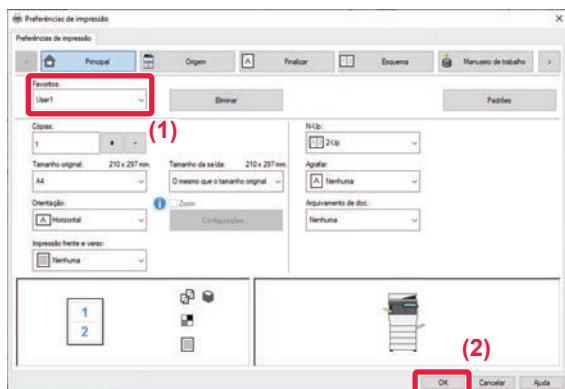 Preferências de impressão
Preferências de impressão
Principal
Origem
Finalizar
Esquema
Manuseio de trabalho
Favoritos:
User1
Eliminar
Padrões
(1)
Cópias:
1
+
-
N-Up:
2-Up
Tamanho original:
210 x 297 mm.
Tamanho da saída:
210 x 297 mm.
Agrafar:
A4
O mesmo que o tamanho original
Nenhuma
Orientação:
Zoom
Arquivamento de doc.:
Horizontal
Configurações...
Nenhuma
Impressão frente e verso:
Nenhuma
1
2
(2)
OK
Cancelar
Ajuda